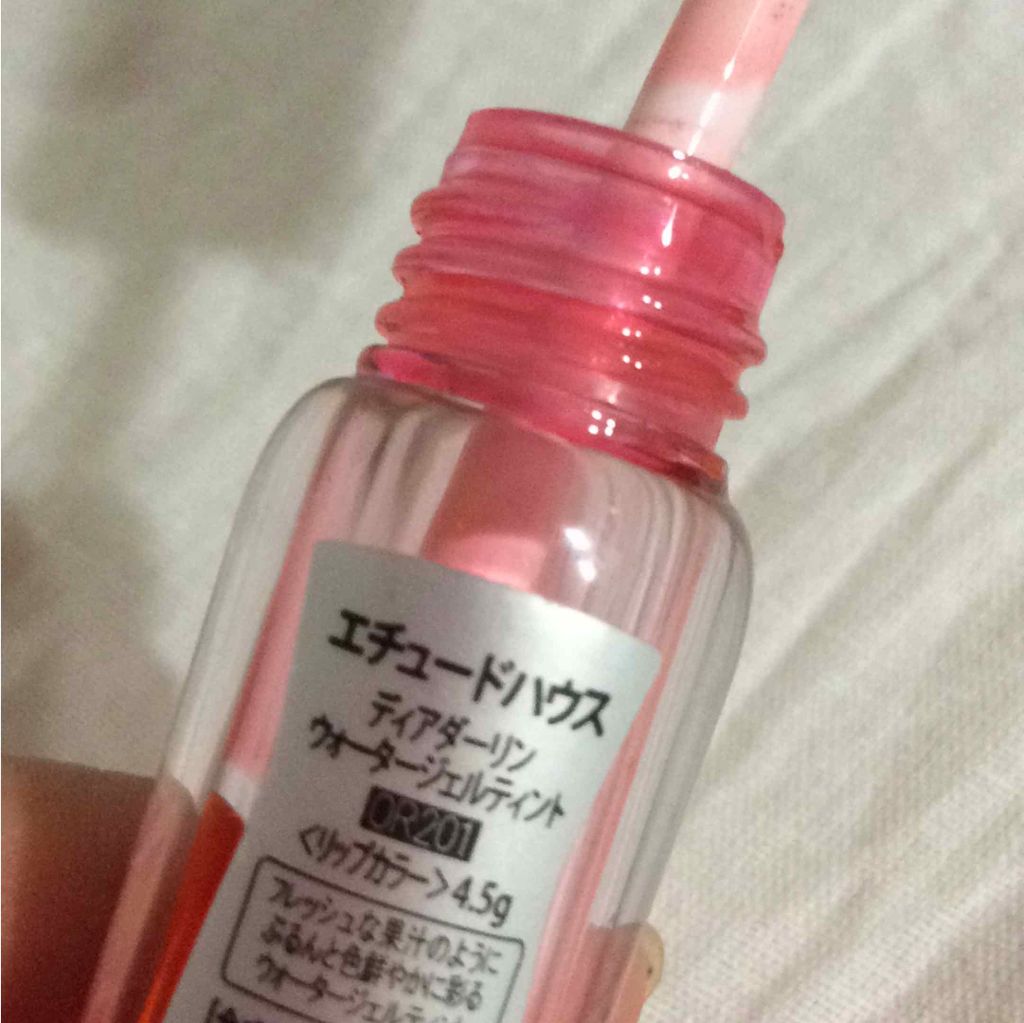 エチュードハウス
ディアダーリン
ウォータージェルティント
OR201
<リップカラー>4.5g
フレッシュな果汁のように
ぷるんと色鮮やかに彩る
ウォータージェルティント